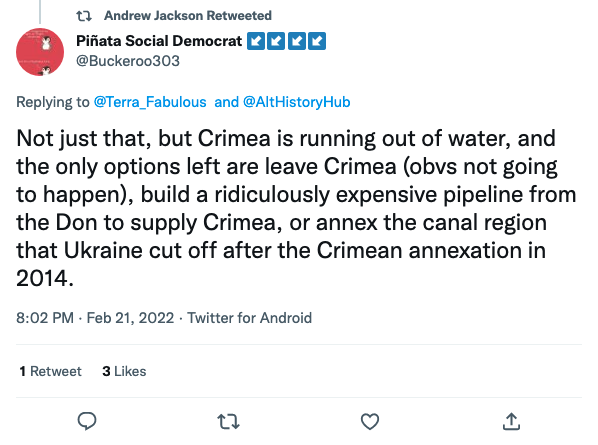 Andrew Jackson Retweeted
Piñata Social Democrat ↙️↙️↙️↙️
@Buckeroo303
Replying to @Terra_Fabulous and @AltHistoryHub
Not just that, but Crimea is running out of water, and
the only options left are leave Crimea (obvs not going
to happen), build a ridiculously expensive pipeline from
the Don to supply Crimea, or annex the canal region
that Ukraine cut off after the Crimean annexation in
2014.
8:02 PM · Feb 21, 2022 · Twitter for Android
1 Retweet 3 Likes